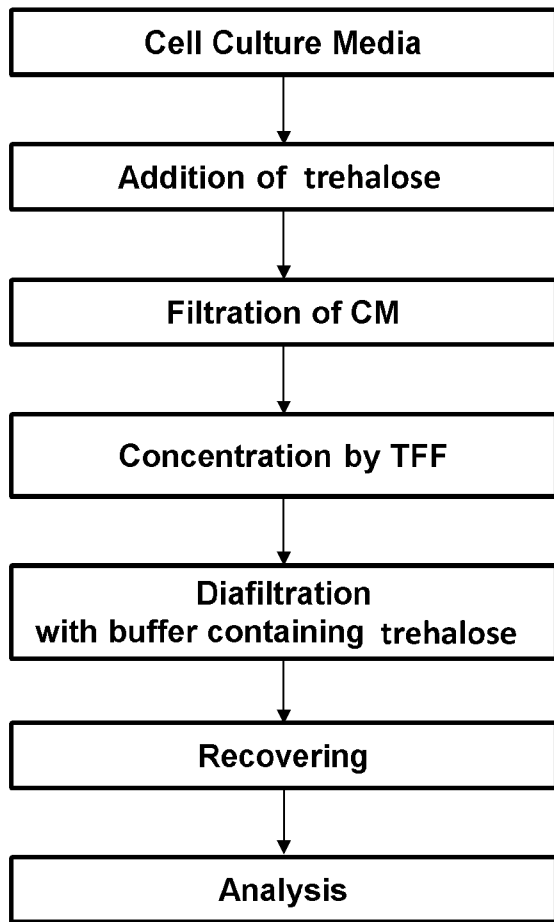 Cell Culture Media
Addition of trehalose
Filtration of CM
Concentration by TFF
Diafiltration
with buffer containing trehalose
Recovering
Analysis